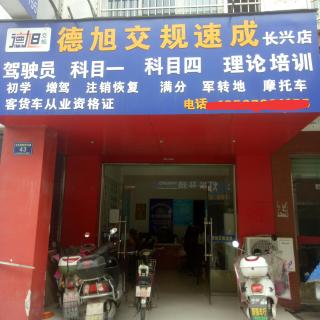 德旭 交规
德旭交规速成 长兴店
驾驶员 科目一 科目四 理论培训
初学 增驾 注销恢复 满分 军转地 摩托车
客货车从业资格证 电话
43